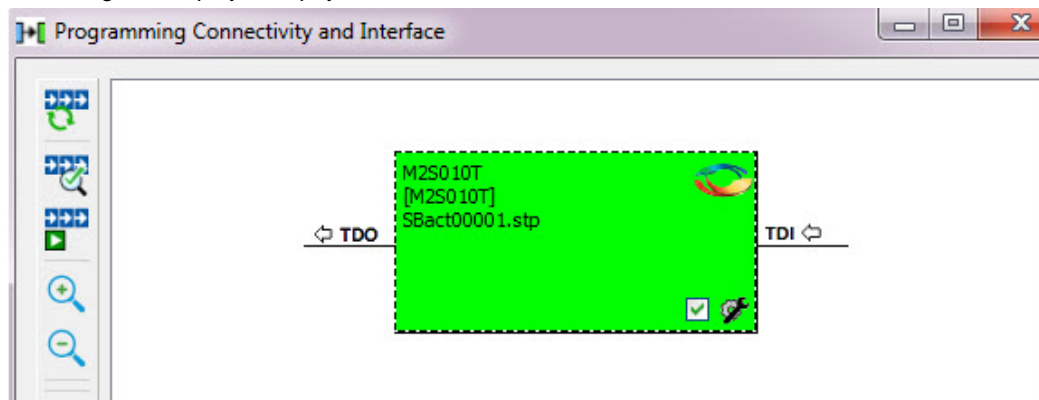 Programming Connectivity and Interface
M2S010T
[M2S010T]
SBact00001.stp
TDO
TDI